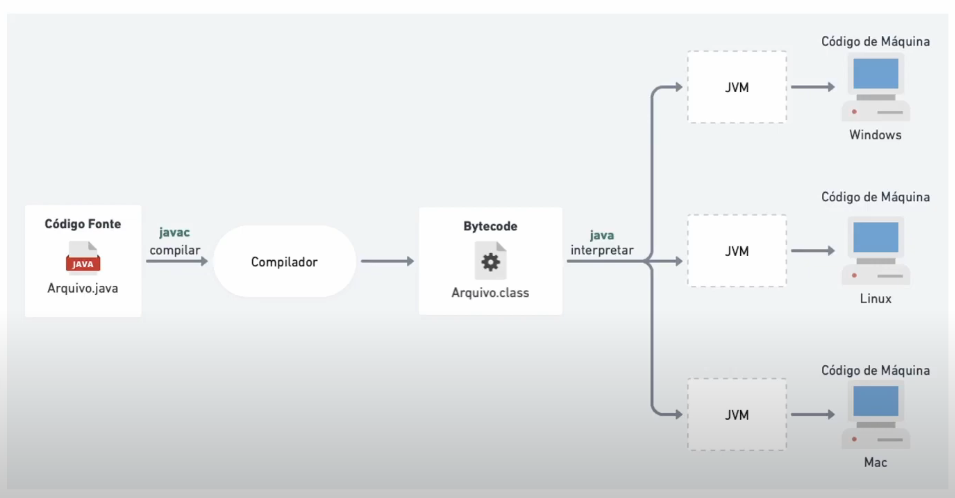 Código Fonte
JAVA
Arquivo.java
javac
compilar
Compilador
Bytecode
Arquivo.class
java
interpretar
JVM
Código de Máquina
Windows
JVM
Código de Máquina
Linux
JVM
Código de Máquina
Mac